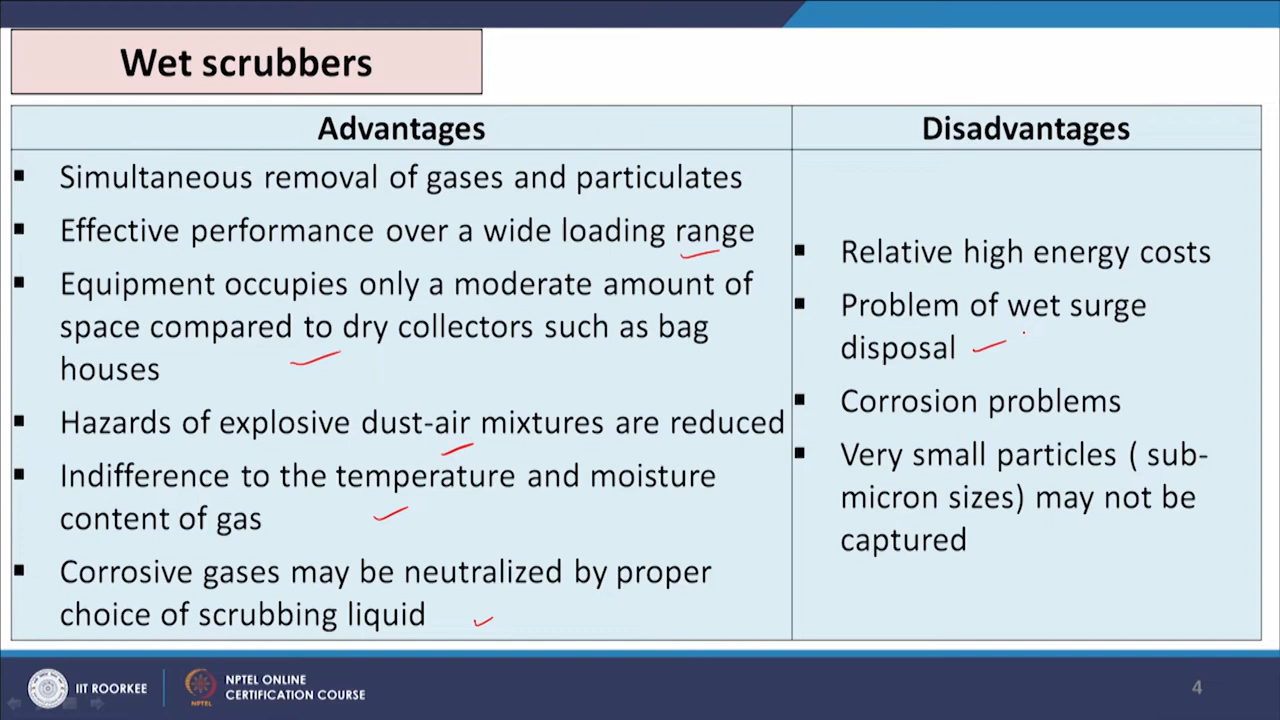 Wet scrubbers
Advantages
Disadvantages
▪ Simultaneous removal of gases and particulates
▪ Effective performance over a wide loading range
▪ Equipment occupies only a moderate amount of
space compared to dry collectors such as bag
houses
▪ Hazards of explosive dust-air mixtures are reduced
▪ Indifference to the temperature and moisture
content of gas
▪ Corrosive gases may be neutralized by proper
choice of scrubbing liquid
▪ Relative high energy costs
▪ Problem of wet surge
disposal
▪ Corrosion problems
▪ Very small particles ( sub-
micron sizes) may not be
captured
IIT ROORKEE
NPTEL
NPTEL ONLINE
CERTIFICATION COURSE
4